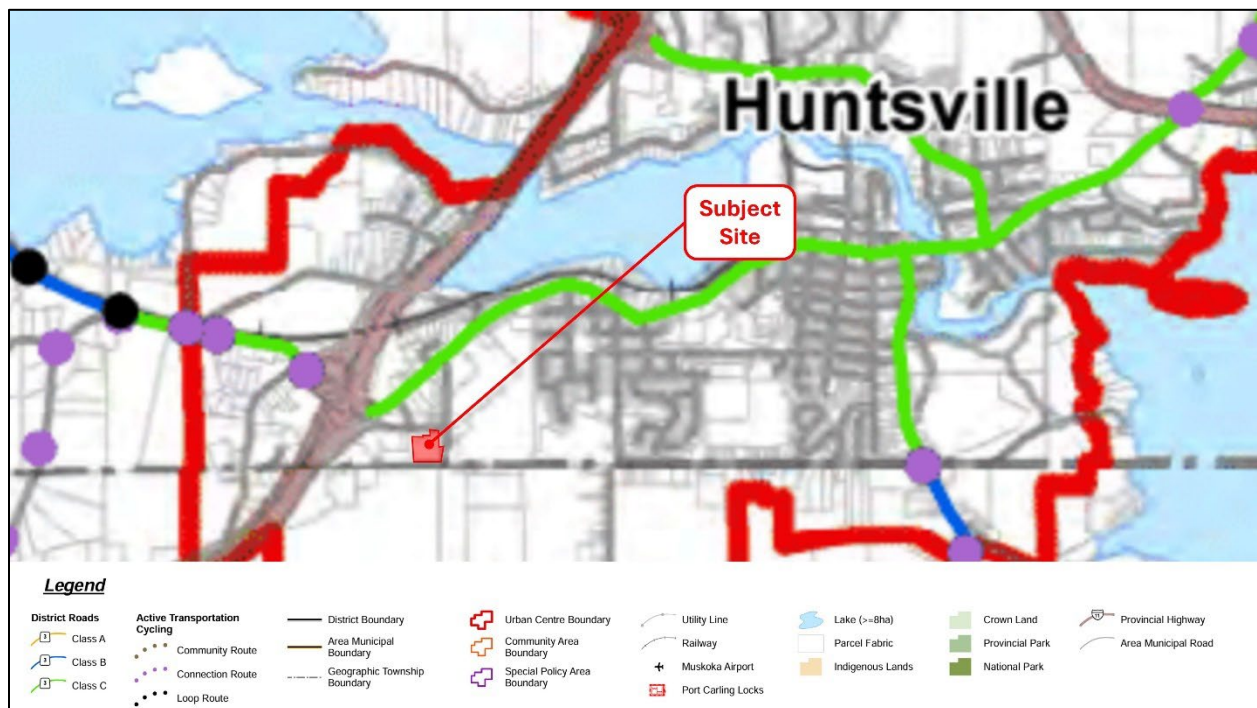 Huntsville
Subject
Site
Legend
District Roads
3 Class A
3 Class B
3 Class C
Active Transportation
Cycling
Community Route
Connection Route
Loop Route
District Boundary
Area Municipal
Boundary
Geographic Township
Boundary
Urban Centre Boundary
Community Area
Boundary
Special Policy Area
Boundary
Utility Line
Railway
Muskoka Airport
Port Carling Locks
Lake (>=8ha)
Parcel Fabric
Indigenous Lands
Crown Land
Provincial Park
National Park
Provincial Highway
Area Municipal Road